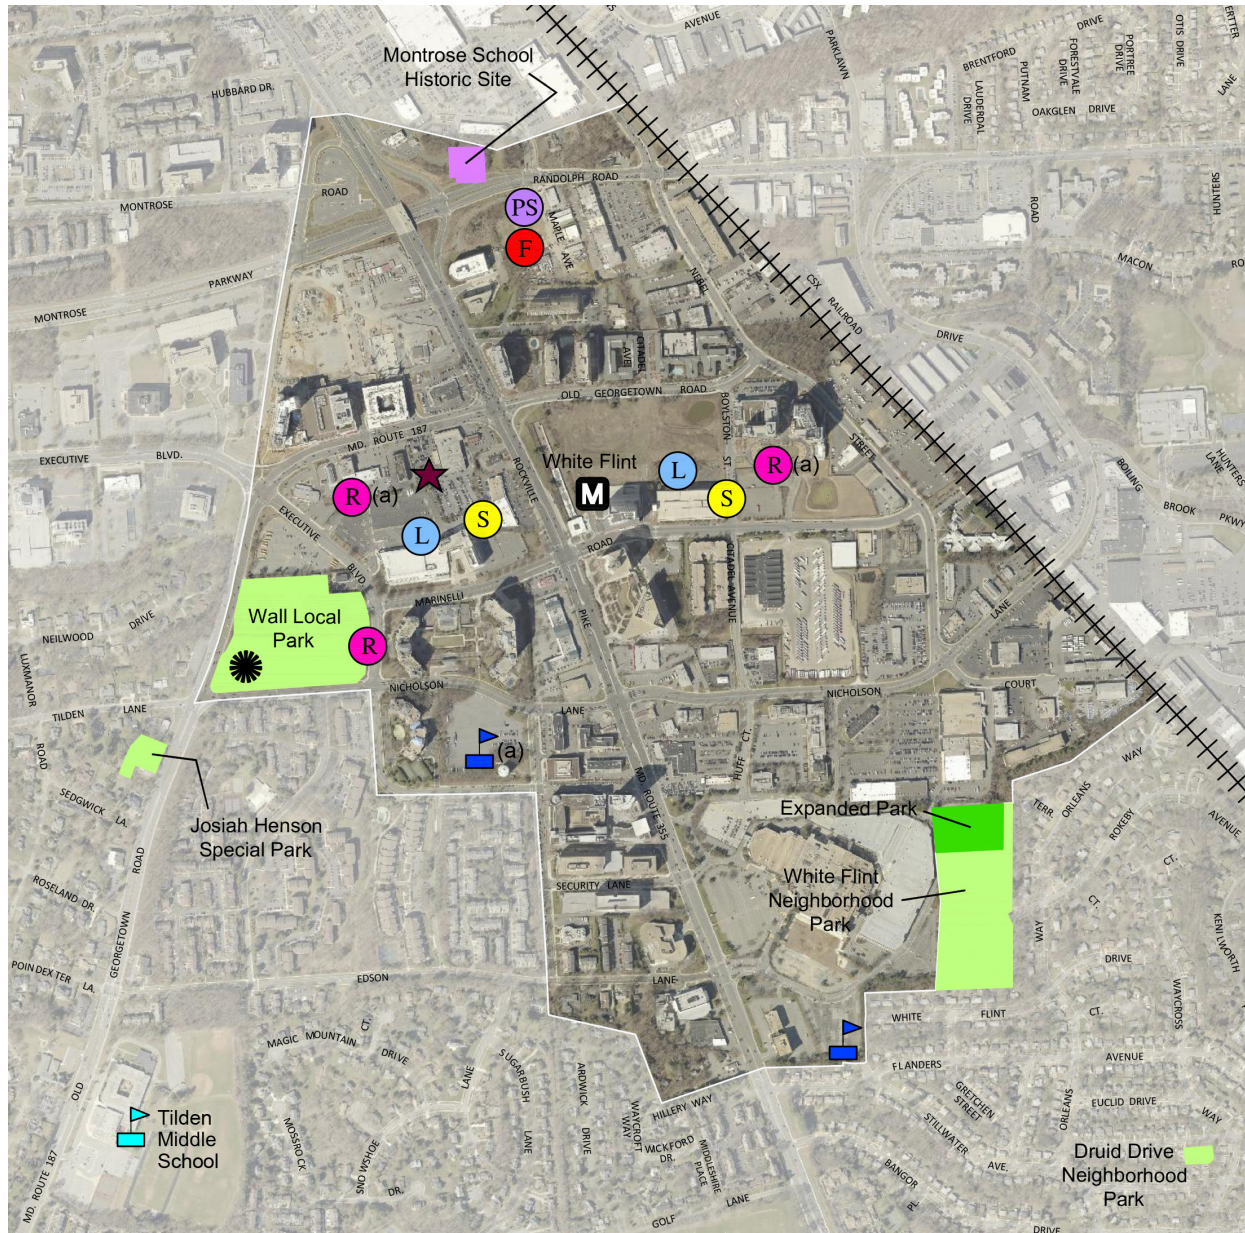 AVENUE
PARKLAWN
BRENTFORD
DRIVE
OTIS DRIVE
PORTREE
DRIVE
FORESTVALE
DRIVE
PUTNAM
LAUDERDAL
DRIVE
LANE
OAKGLEN DRIVE
Montrose School
Historic Site
HUBBARD DR.
MONTROSE
ROAD
RANDOLPH ROAD
ROAD
HUNTERS
PS
F
MAPLE
AVE
NEBEL
MACON
PARKWAY
MONTROSE
CSX RAILROAD
DRIVE
CITADEL
AVE
OLD GEORGETOWN ROAD
BOYLSTON
ST.
MD. ROUTE 187
EXECUTIVE BLVD.
ROCKVILLE
White Flint
M
L
R
(a)
S
STREET
BOILING
HUNTERS
LANE
BROOK PKWY
R
(a)
S
L
EXECUTIVE
BLVD
ROAD
MARINELLI
CITADEL AVENUE
PIKE
LANE
Wall Local
Park
R
NEILWOOD DRIVE
LUXMANOR
ROAD
TILDEN LANE
NICHOLSON
LANE
NICHOLSON
COURT
(a)
HUFF CT.
MD. ROUTE 355
WAY
ORLEANS
TERR.
ROKEBY
AVENUE
CT.
Expanded Park
Josiah Henson
Special Park
SEDGWICK LA.
ROAD
GEORGETOWN
ROSELAND DR.
SECURITY LANE
White Flint
Neighborhood
Park
CT.
WAY
KENILWORTH
DRIVE
POINDEXTER LA.
EDSON
LANE
WAYCROSS
WHITE FLINT
CT.
MAGIC MOUNTAIN
CT.
DRIVE
LANE
SUGARBUSH
LANE
ARDWICK
DRIVE
WAYCROFT
WAY
HILLERY WAY
WICKFORD
DR.
MIDDLESHIRE
PLACE
FLANDERS
AVENUE
GRETCHEN
STREET
ORLEANS
EUCLID DRIVE
WAY
STILLWATER
AVE.
BANGOR
PL.
OLD
MD. ROUTE 187
Tilden
Middle
School
MOSSROCK
SNOWSHOE
DR.
GOLF LANE
DRIVE
Druid Drive
Neighborhood
Park